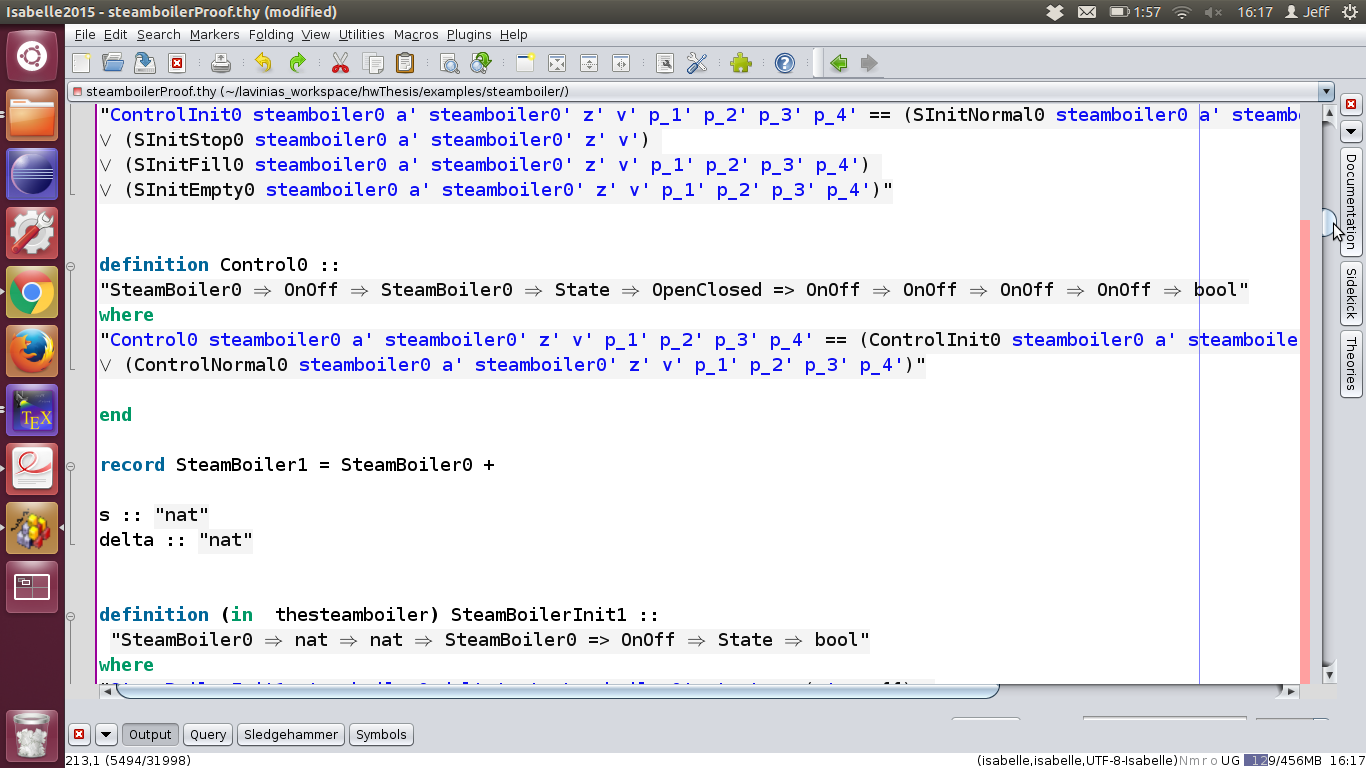 Isabelle2015 - steamboilerProof.thy (modified)
1:57
16:17
Jeff
File Edit Search Markers Folding View Utilities Macros Plugins Help
steamboilerProof.thy (~/lavinias_workspace/hwThesis/examples/steamboiler/)
"ControlInit0 steamboiler0 a' steamboiler0' z' v' p_1' p_2' p_3' p_4' == (SInitNormal0 steamboiler0 a' steamb
∨ (SInitStop0 steamboiler0 a' steamboiler0' z' v')
∨ (SInitFill0 steamboiler0 a' steamboiler0' z' v' p_1' p_2' p_3' p_4')
∨ (SInitEmpty0 steamboiler0 a' steamboiler0' z' v' p_1' p_2' p_3' p_4')"
definition Control0 ::
"SteamBoiler0 ⇒ OnOff ⇒ SteamBoiler0 ⇒ State ⇒ OpenClosed => OnOff ⇒ OnOff ⇒ OnOff ⇒ OnOff ⇒ bool"
where
"Control0 steamboiler0 a' steamboiler0' z' v' p_1' p_2' p_3' p_4' == (ControlInit0 steamboiler0 a' steamboile
∨ (ControlNormal0 steamboiler0 a' steamboiler0' z' v' p_1' p_2' p_3' p_4')"
end
record SteamBoiler1 = SteamBoiler0 +
s :: "nat"
delta :: "nat"
definition (in thesteamboiler) SteamBoilerInit1 ::
"SteamBoiler0 ⇒ nat ⇒ nat ⇒ SteamBoiler0 => OnOff ⇒ State ⇒ bool"
where
Documentation
Sidekick
Theories
TEX
Output Query Sledgehammer Symbols
213,1 (5494/31998)
(isabelle,isabelle,UTF-8-Isabelle) N m r o UG 129/456MB 16:17